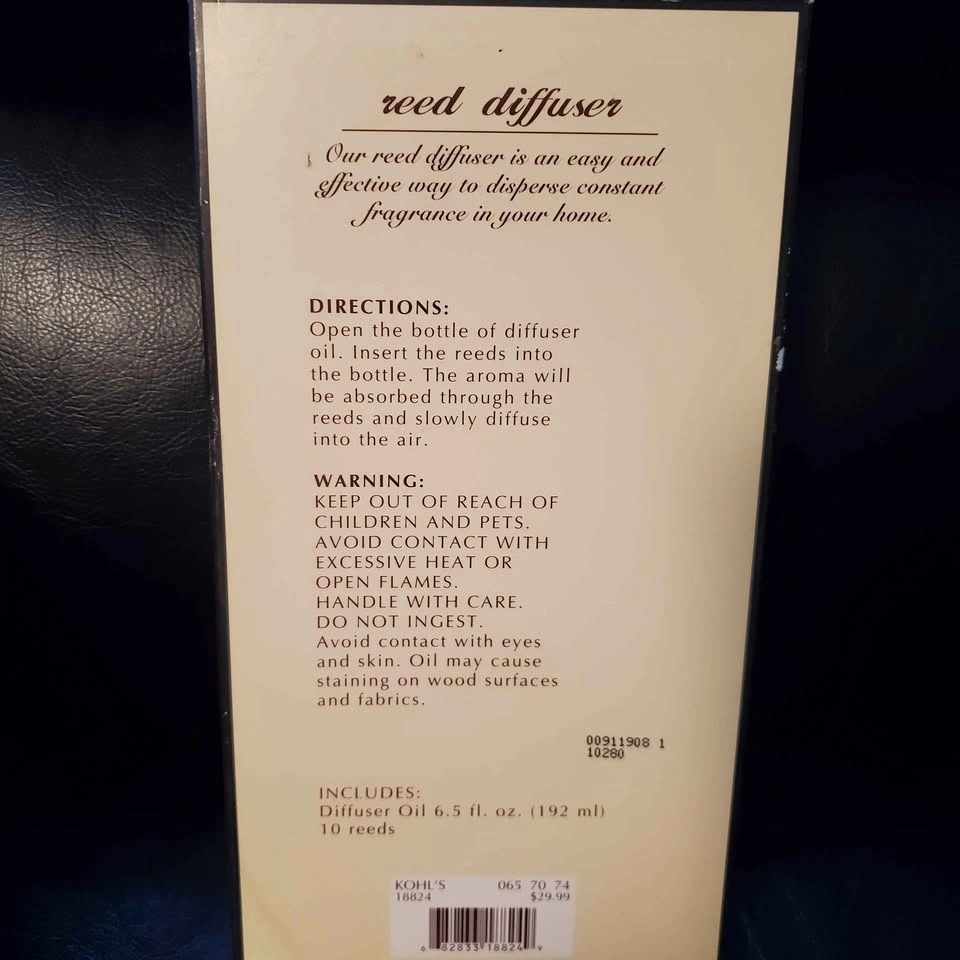 reed diffuser
Our reed diffuser is an easy and
effective way to disperse constant
fragrance in your home.
DIRECTIONS:
Open the bottle of diffuser
oil. Insert the reeds into
the bottle. The aroma will
be absorbed through the
reeds and slowly diffuse
into the air.
WARNING:
KEEP OUT OF REACH OF
CHILDREN AND PETS.
AVOID CONTACT WITH
EXCESSIVE HEAT OR
OPEN FLAMES.
HANDLE WITH CARE.
DO NOT INGEST.
Avoid contact with eyes
and skin. Oil may cause
staining on wood surfaces
and fabrics.
00911908 1
10280
INCLUDES:
Diffuser Oil 6.5 fl. oz. (192 ml)
10 reeds
KOHL'S 065 70 74
18824 $29.99
6 82833 18824 9